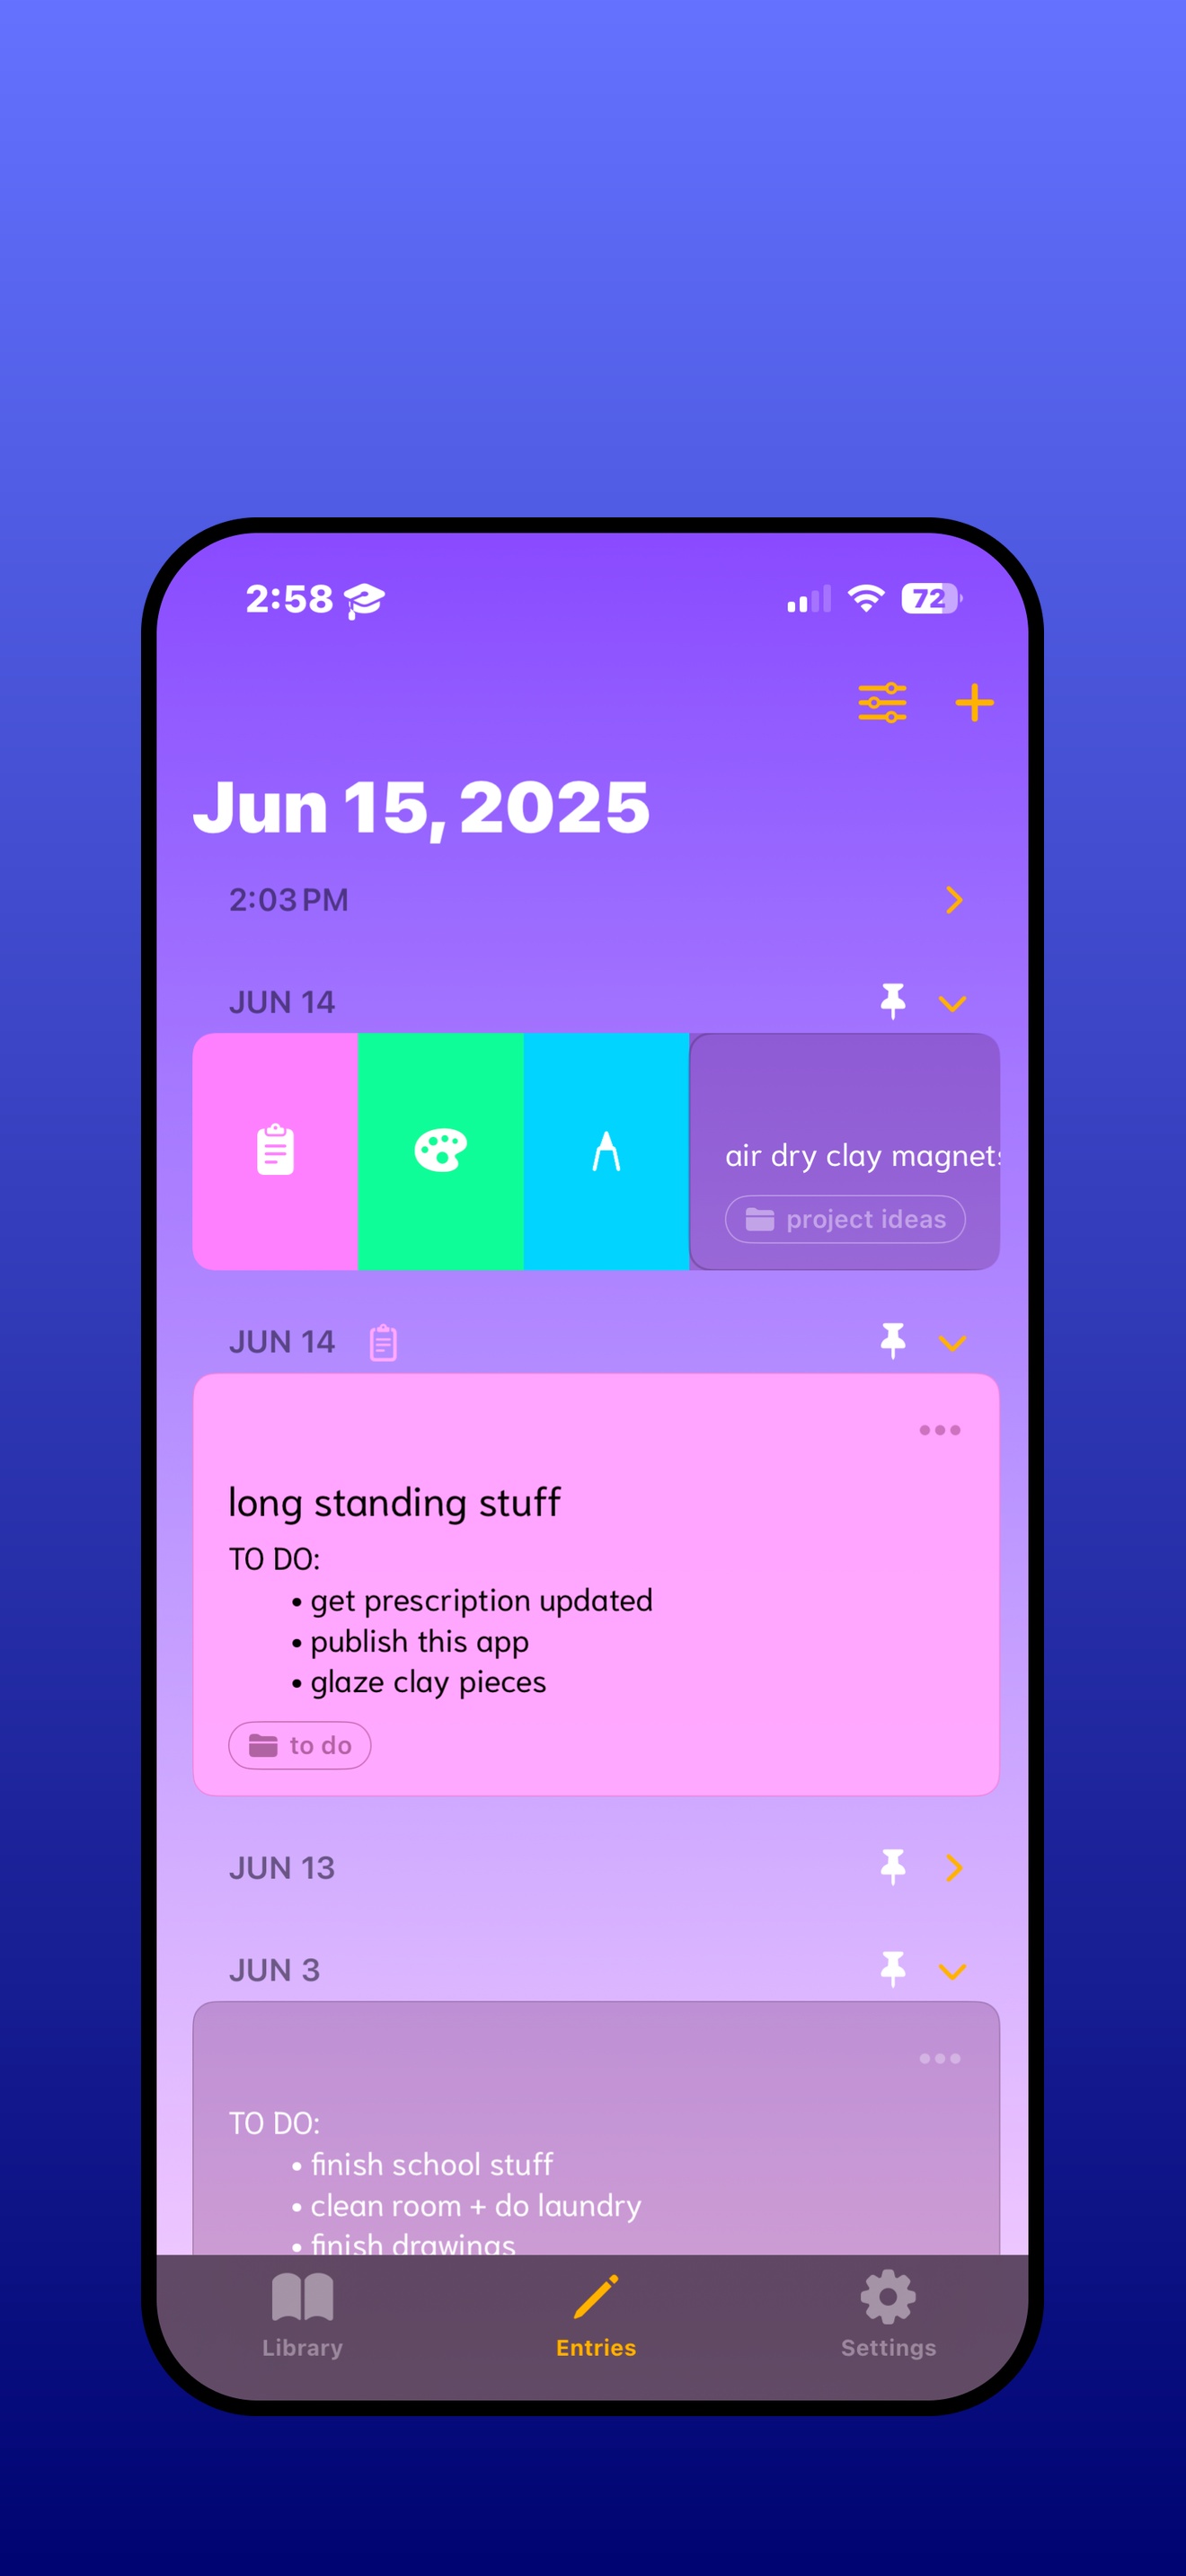 2:58
72
Jun 15, 2025
2:03 PM
JUN 14
air dry clay magnets
project ideas
JUN 14
long standing stuff
TO DO:
• get prescription updated
• publish this app
• glaze clay pieces
to do
JUN 13
JUN 3
TO DO:
• finish school stuff
• clean room + do laundry
• finish drawings
Library
Entries
Settings